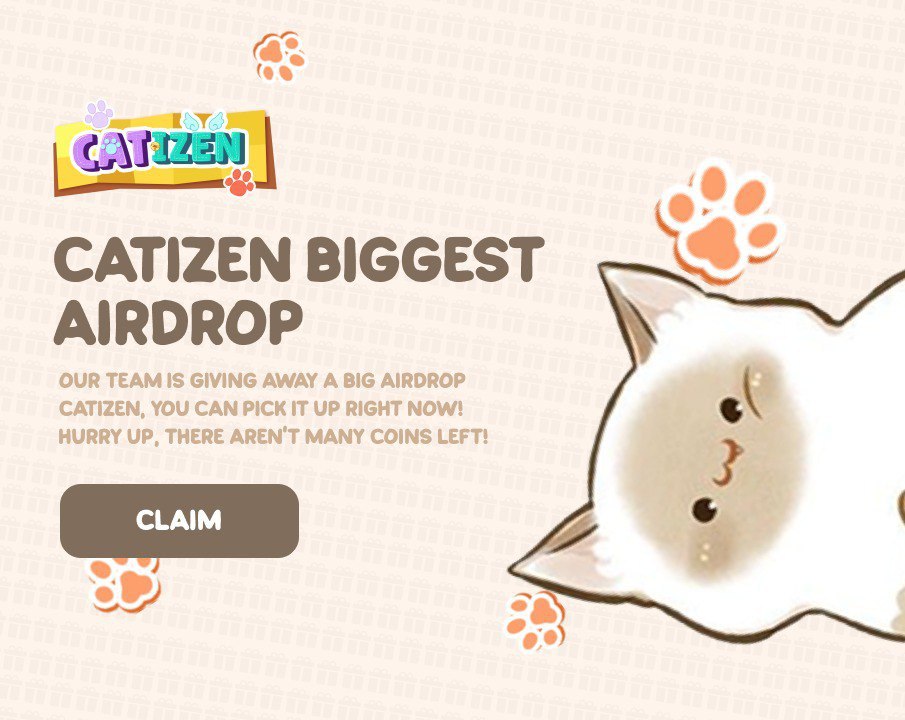 CATIZEN
CATIZEN BIGGEST
AIRDROP
OUR TEAM IS GIVING AWAY A BIG AIRDROP
CATIZEN, YOU CAN PICK IT UP RIGHT NOW!
HURRY UP, THERE AREN'T MANY COINS LEFT!
CLAIM